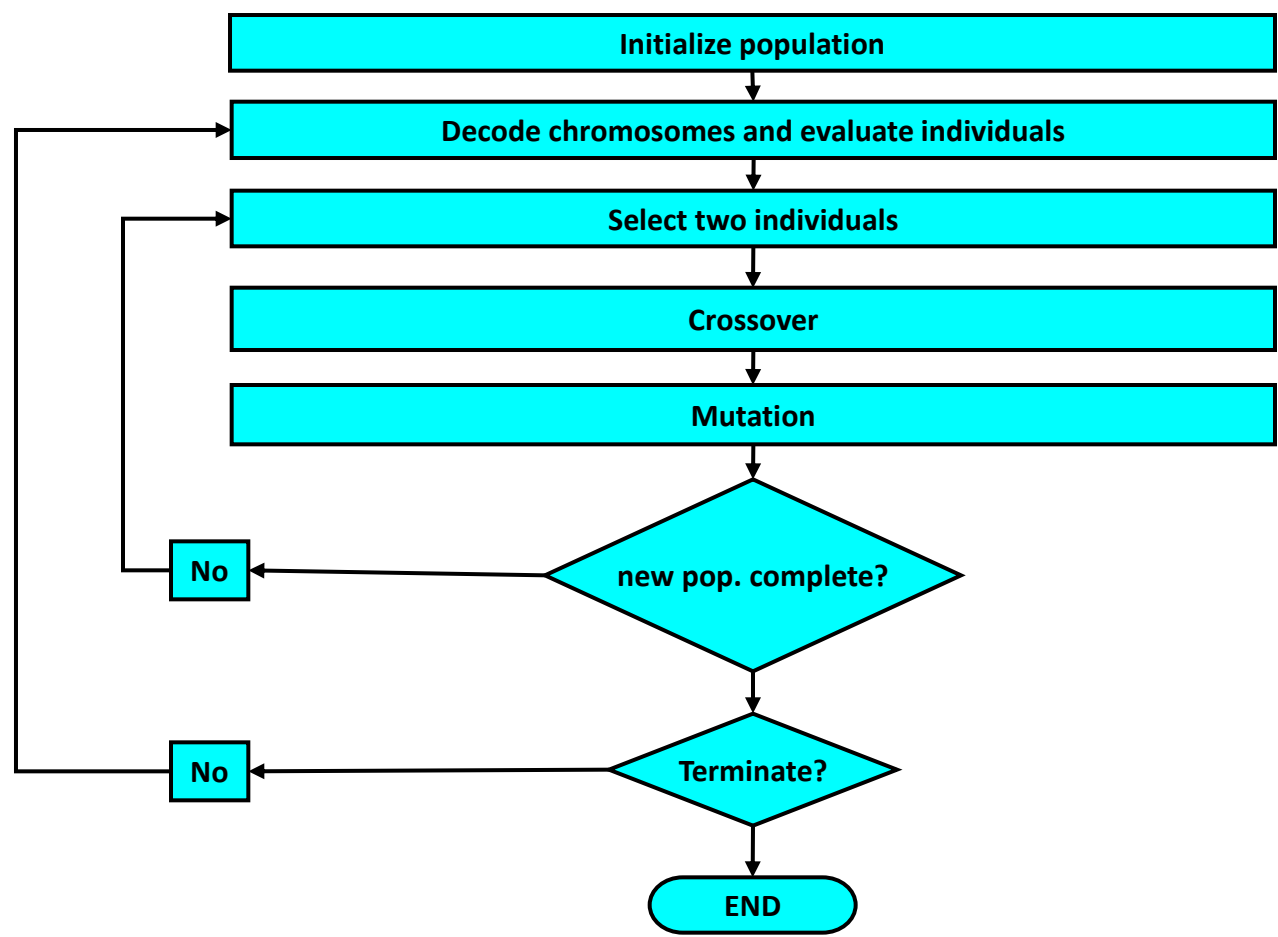 Initialize population
Decode chromosomes and evaluate individuals
Select two individuals
Crossover
Mutation
new pop. complete?
No
Terminate?
No
END